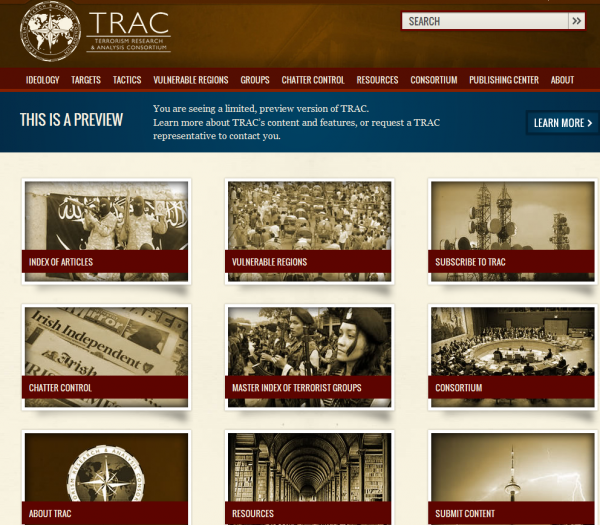 TRAC
TERRORISM RESEARCH
& ANALYSIS CONSORTIUM
SEARCH
IDEOLOGY TARGETS TACTICS VULNERABLE REGIONS GROUPS CHATTER CONTROL RESOURCES CONSORTIUM PUBLISHING CENTER ABOUT
THIS IS A PREVIEW
You are seeing a limited, preview version of TRAC.
Learn more about TRAC's content and features, or request a TRAC
representative to contact you.
LEARN MORE
INDEX OF ARTICLES
VULNERABLE REGIONS
SUBSCRIBE TO TRAC
Irish Independent
Irish
CHATTER CONTROL
MASTER INDEX OF TERRORIST GROUPS
CONSORTIUM
ABOUT TRAC
RESOURCES
SUBMIT CONTENT